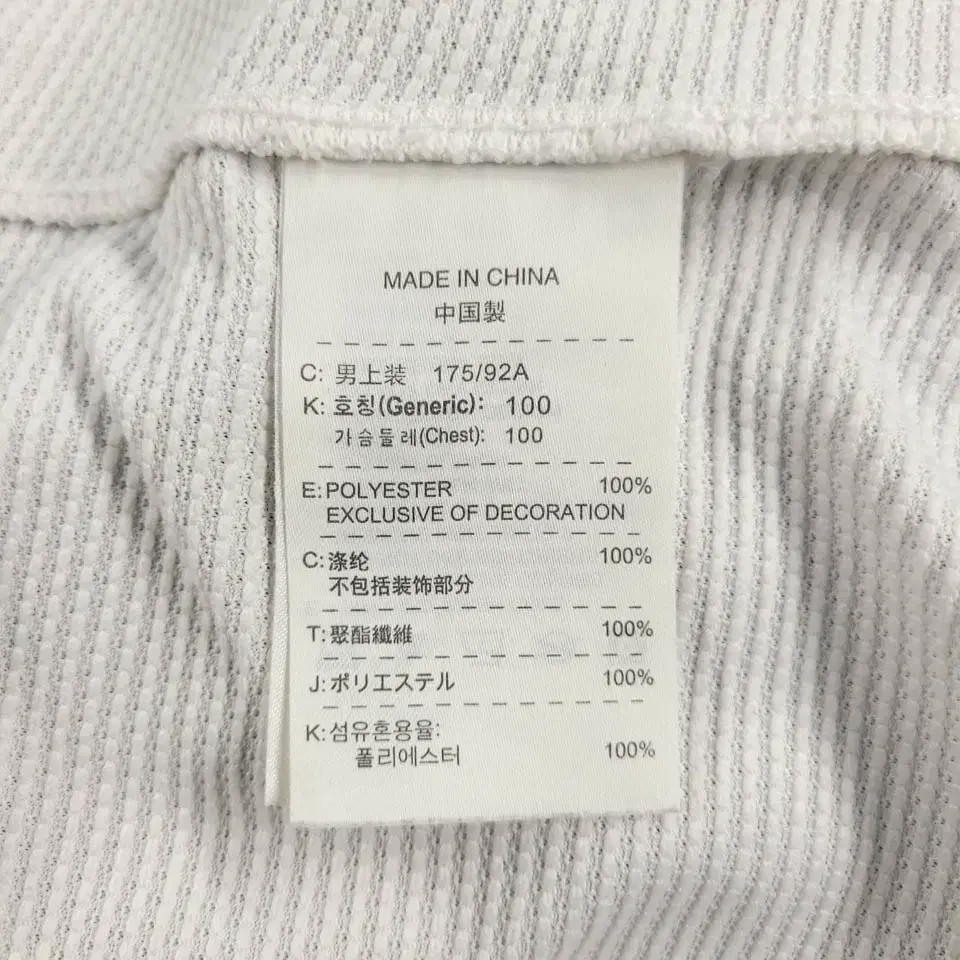 MADE IN CHINA
中国製
C: 男上装 175/92A
K: 호칭(Generic): 100
가슴둘레(Chest): 100
E: POLYESTER 100%
EXCLUSIVE OF DECORATION
C: 涤纶 100%
不包括装饰部分
T: 聚酯纖維 100%
J: ポリエステル 100%
K: 섬유혼용율:
폴리에스터 100%